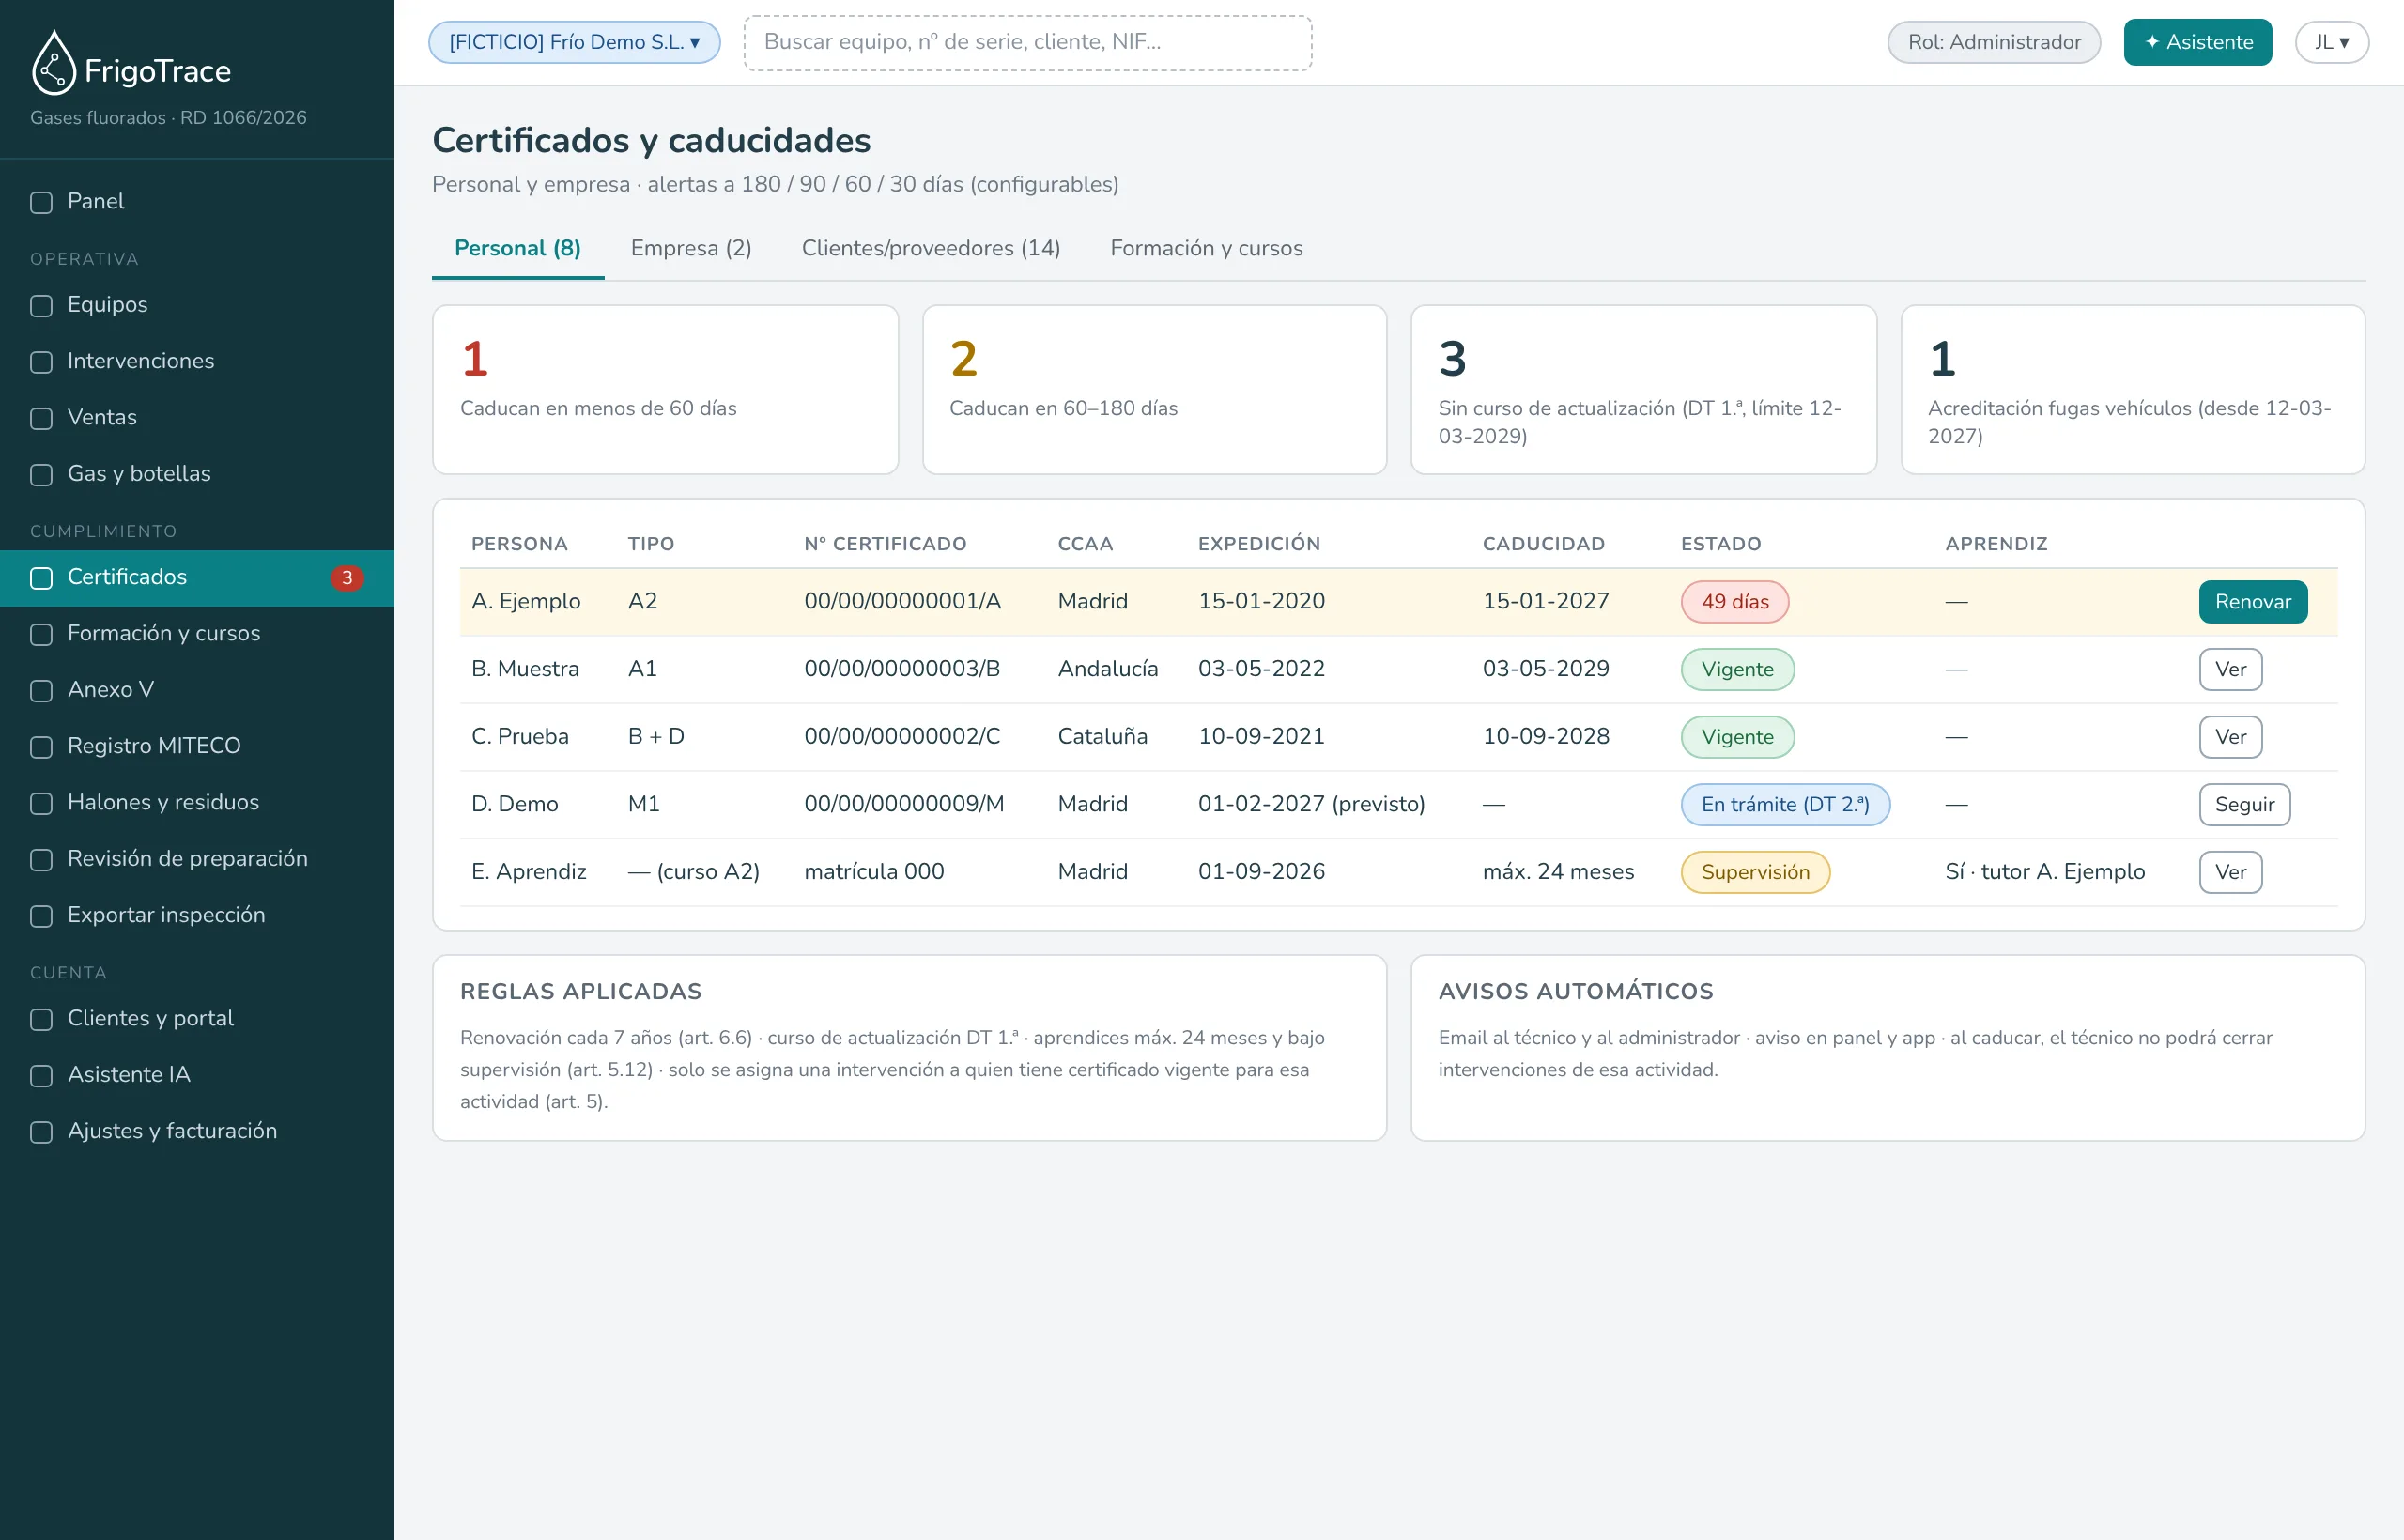 FrigoTrace
Gases fluorados · RD 1066/2026
Panel
OPERATIVA
Equipos
Intervenciones
Ventas
Gas y botellas
CUMPLIMIENTO
Certificados 3
Formación y cursos
Anexo V
Registro MITECO
Halones y residuos
Revisión de preparación
Exportar inspección
CUENTA
Clientes y portal
Asistente IA
Ajustes y facturación
[FICTICIO] Frío Demo S.L. ▾ Buscar equipo, nº de serie, cliente, NIF... Rol: Administrador ✦ Asistente JL ▾
Certificados y caducidades
Personal y empresa · alertas a 180 / 90 / 60 / 30 días (configurables)
Personal (8) Empresa (2) Clientes/proveedores (14) Formación y cursos
1
Caducan en menos de 60 días
2
Caducan en 60–180 días
3
Sin curso de actualización (DT 1.ª, límite 12-
03-2029)
1
Acreditación fugas vehículos (desde 12-03-
2027)
PERSONA TIPO Nº CERTIFICADO CCAA EXPEDICIÓN CADUCIDAD ESTADO APRENDIZ
A. Ejemplo A2 00/00/00000001/A Madrid 15-01-2020 15-01-2027 49 días — Renovar
B. Muestra A1 00/00/00000003/B Andalucía 03-05-2022 03-05-2029 Vigente — Ver
C. Prueba B + D 00/00/00000002/C Cataluña 10-09-2021 10-09-2028 Vigente — Ver
D. Demo M1 00/00/00000009/M Madrid 01-02-2027 (previsto) — En trámite (DT 2.ª) — Seguir
E. Aprendiz — (curso A2) matrícula 000 Madrid 01-09-2026 máx. 24 meses Supervisión Sí · tutor A. Ejemplo Ver
REGLAS APLICADAS
Renovación cada 7 años (art. 6.6) · curso de actualización DT 1.ª · aprendices máx. 24 meses y bajo
supervisión (art. 5.12) · solo se asigna una intervención a quien tiene certificado vigente para esa
actividad (art. 5).
AVISOS AUTOMÁTICOS
Email al técnico y al administrador · aviso en panel y app · al caducar, el técnico no podrá cerrar
intervenciones de esa actividad.